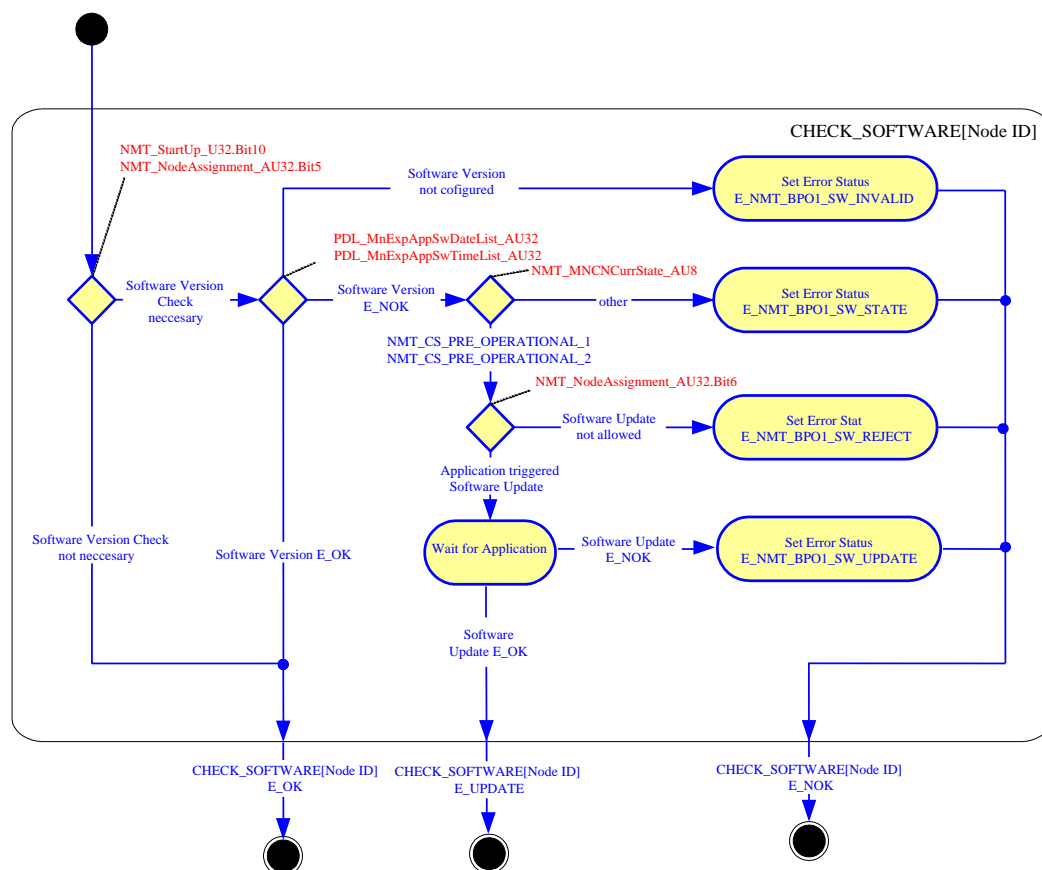 CHECK_SOFTWARE[Node ID]
NMT_StartUp_U32.Bit10
NMT_NodeAssignment_AU32.Bit5
Software Version
not cofigured
Set Error Status
E_NMT_BPO1_SW_INVALID
PDL_MnExpAppSwDateList_AU32
PDL_MnExpAppSwTimeList_AU32
NMT_MNCNCurrState_AU8
Software Version
Check
neccesary
Software Version
E_NOK
other
Set Error Status
E_NMT_BPO1_SW_STATE
NMT_CS_PRE_OPERATIONAL_1
NMT_CS_PRE_OPERATIONAL_2
NMT_NodeAssignment_AU32.Bit6
Software Update
not allowed
Set Error Stat
E_NMT_BPO1_SW_REJECT
Application triggered
Software Update
Software Version Check
not neccesary
Software Version E_OK
Wait for Application
Software Update
E_NOK
Set Error Status
E_NMT_BPO1_SW_UPDATE
Software
Update E_OK
CHECK_SOFTWARE[Node ID]
E_OK
CHECK_SOFTWARE[Node ID]
E_UPDATE
CHECK_SOFTWARE[Node ID]
E_NOK